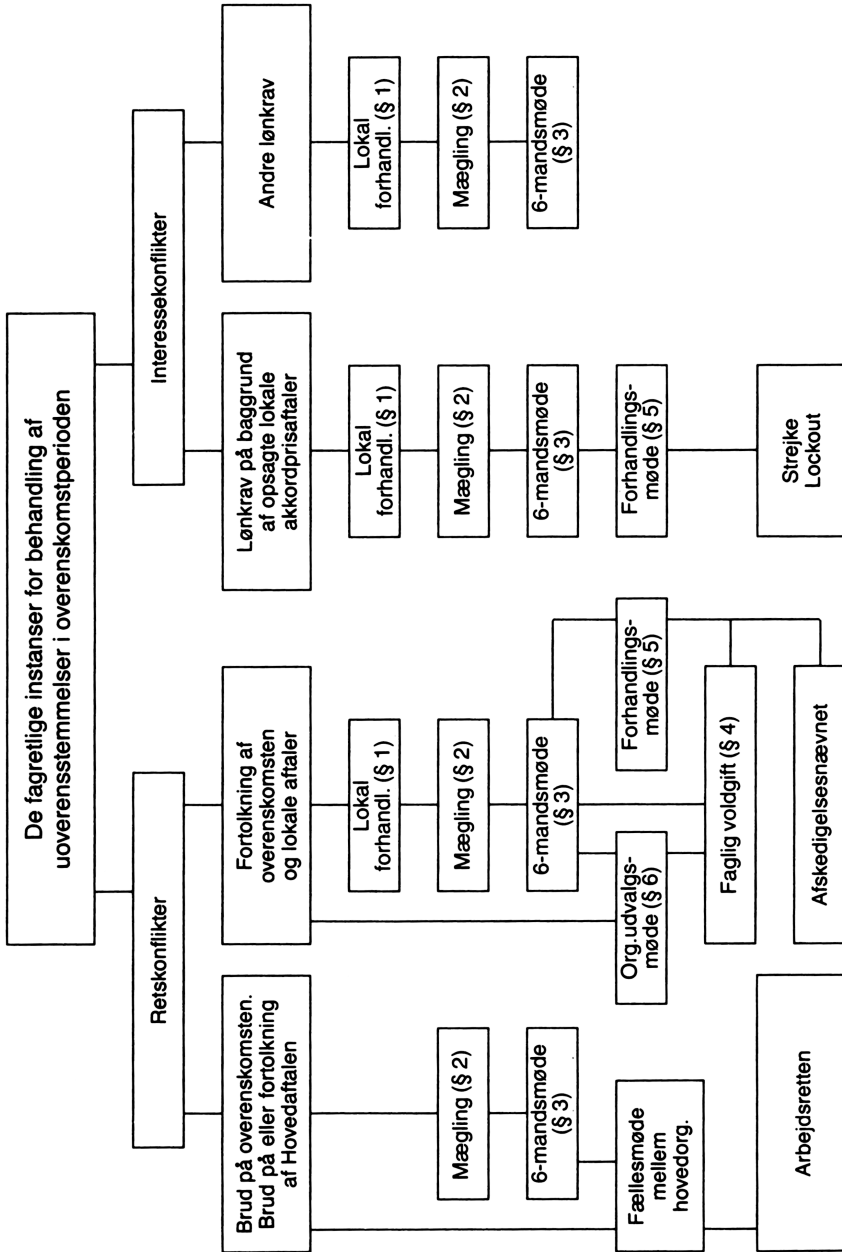 De fagretlige instanser for behandling af
uoverensstemmelser i overenskomstperioden
Retskonflikter
Interessekonflikter
Brud på overenskomsten.
Brud på eller fortolkning
af Hovedaftalen
Fortolkning af
overenskomsten
og lokale aftaler
Lønkrav på baggrund
af opsagte lokale
akkordprisaftaler
Andre lønkrav
Lokal
forhandl. (§ 1)
Lokal
forhandl. (§ 1)
Lokal
forhandl. (§ 1)
Mægling (§ 2)
Mægling (§ 2)
Mægling (§ 2)
Mægling (§ 2)
6-mandsmøde
(§ 3)
6-mandsmøde
(§ 3)
6-mandsmøde
(§ 3)
6-mandsmøde
(§ 3)
Fællesmøde
mellem
hovedorg.
Org.udvalgs-
møde (§ 6)
Forhandlings-
møde (§ 5)
Forhandlings-
møde (§ 5)
Faglig voldgift (§ 4)
Arbejdsretten
Afskedigelsesnævnet
Strejke
Lockout